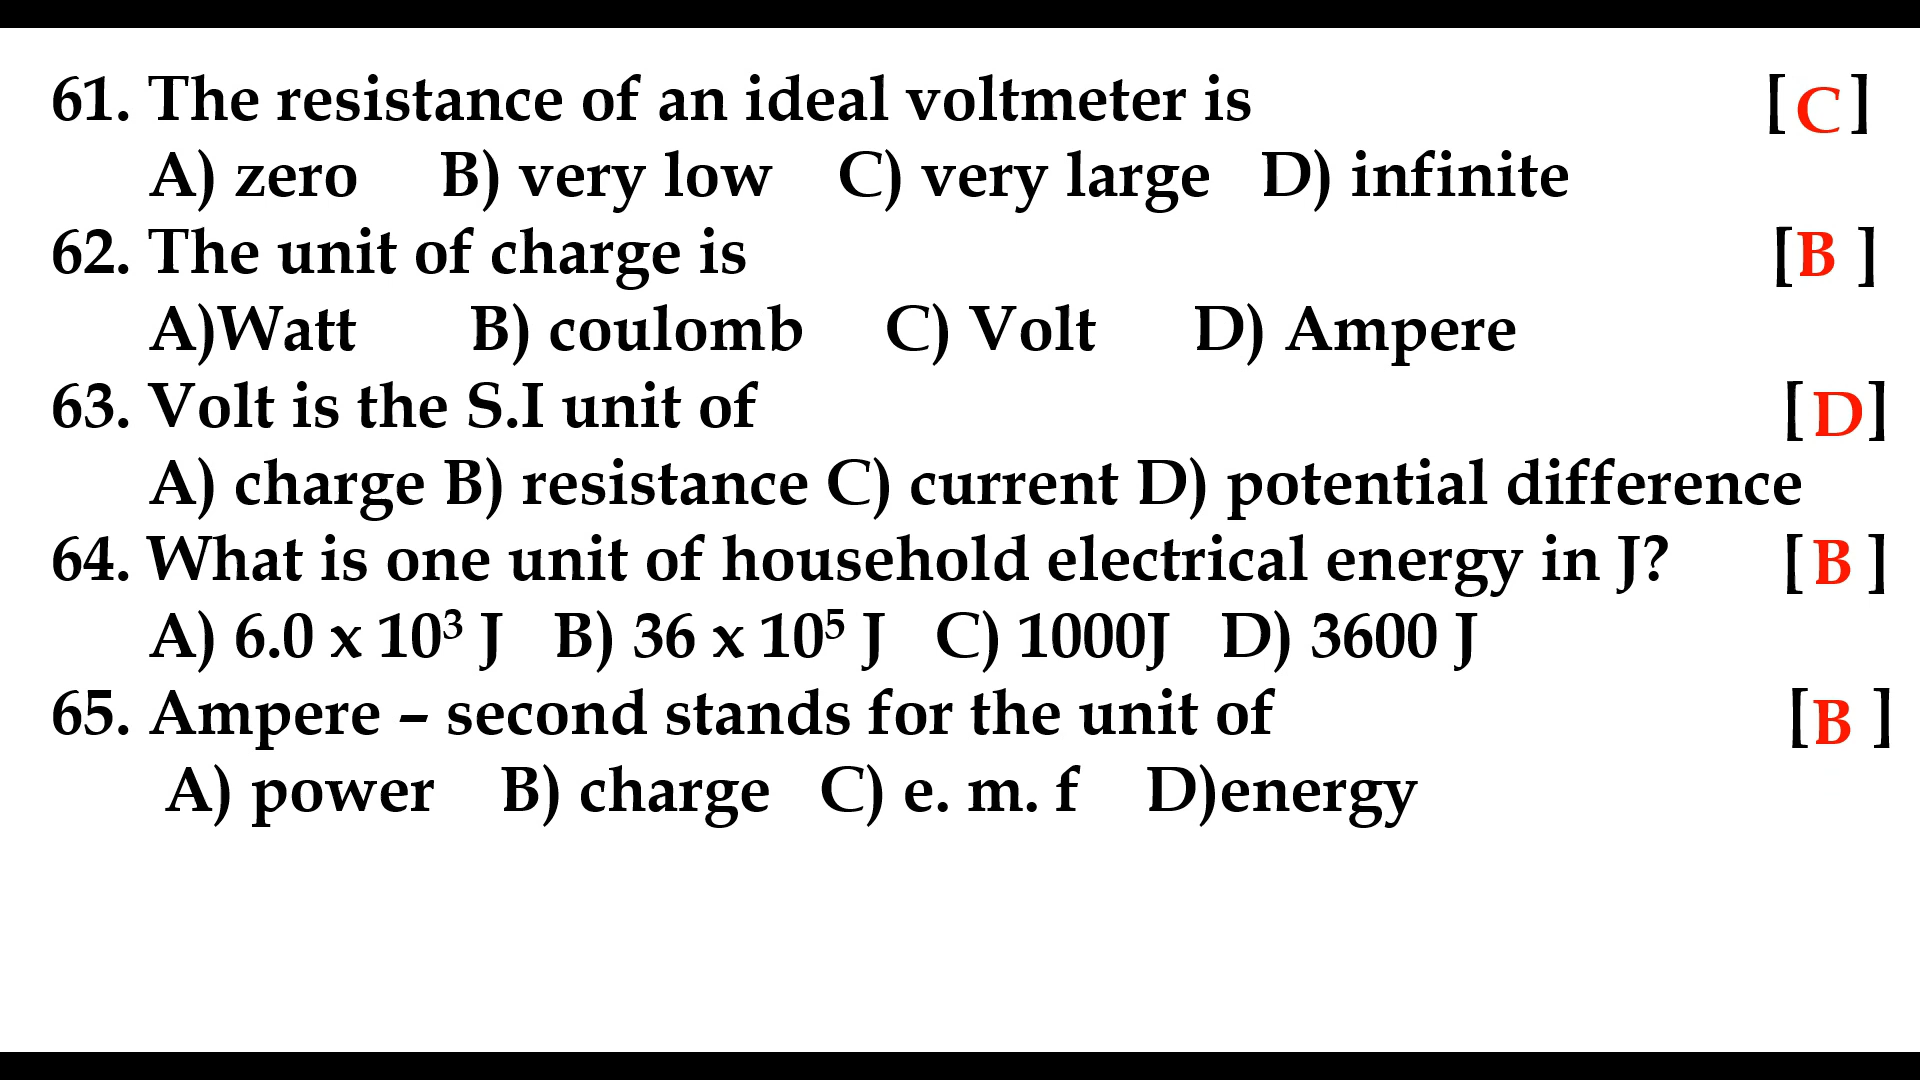 61. The resistance of an ideal voltmeter is [ C ]
A) zero B) very low C) very large D) infinite
62. The unit of charge is [B ]
A)Watt B) coulomb C) Volt D) Ampere
63. Volt is the S.I unit of [ D]
A) charge B) resistance C) current D) potential difference
64. What is one unit of household electrical energy in J? [ B ]
A) 6.0 x 10³ J B) 36 x 10⁵ J C) 1000J D) 3600 J
65. Ampere – second stands for the unit of [B ]
A) power B) charge C) e. m. f D)energy